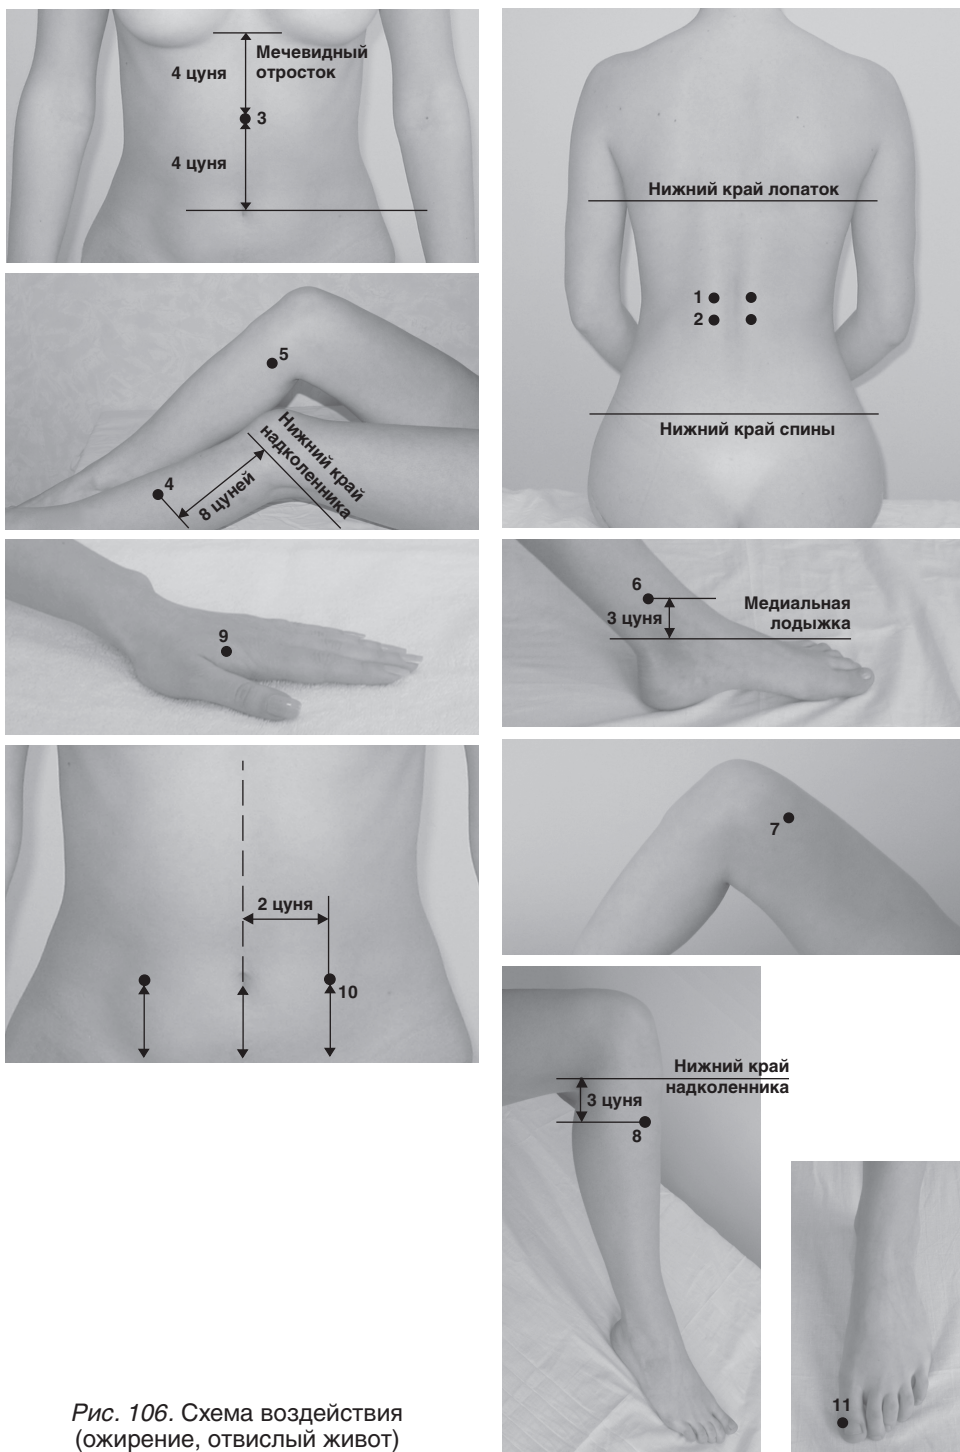 Мечевидный
отросток
4 цуня
3
4 цуня
Нижний край лопаток
1
2
Нижний край спины
5
4
8 цуней
Нижний край
надколенника
9
6
3 цуня
Медиальная
лодыжка
2 цуня
10
7
Нижний край
надколенника
3 цуня
8
11
Рис. 106. Схема воздействия
(ожирение, отвислый живот)